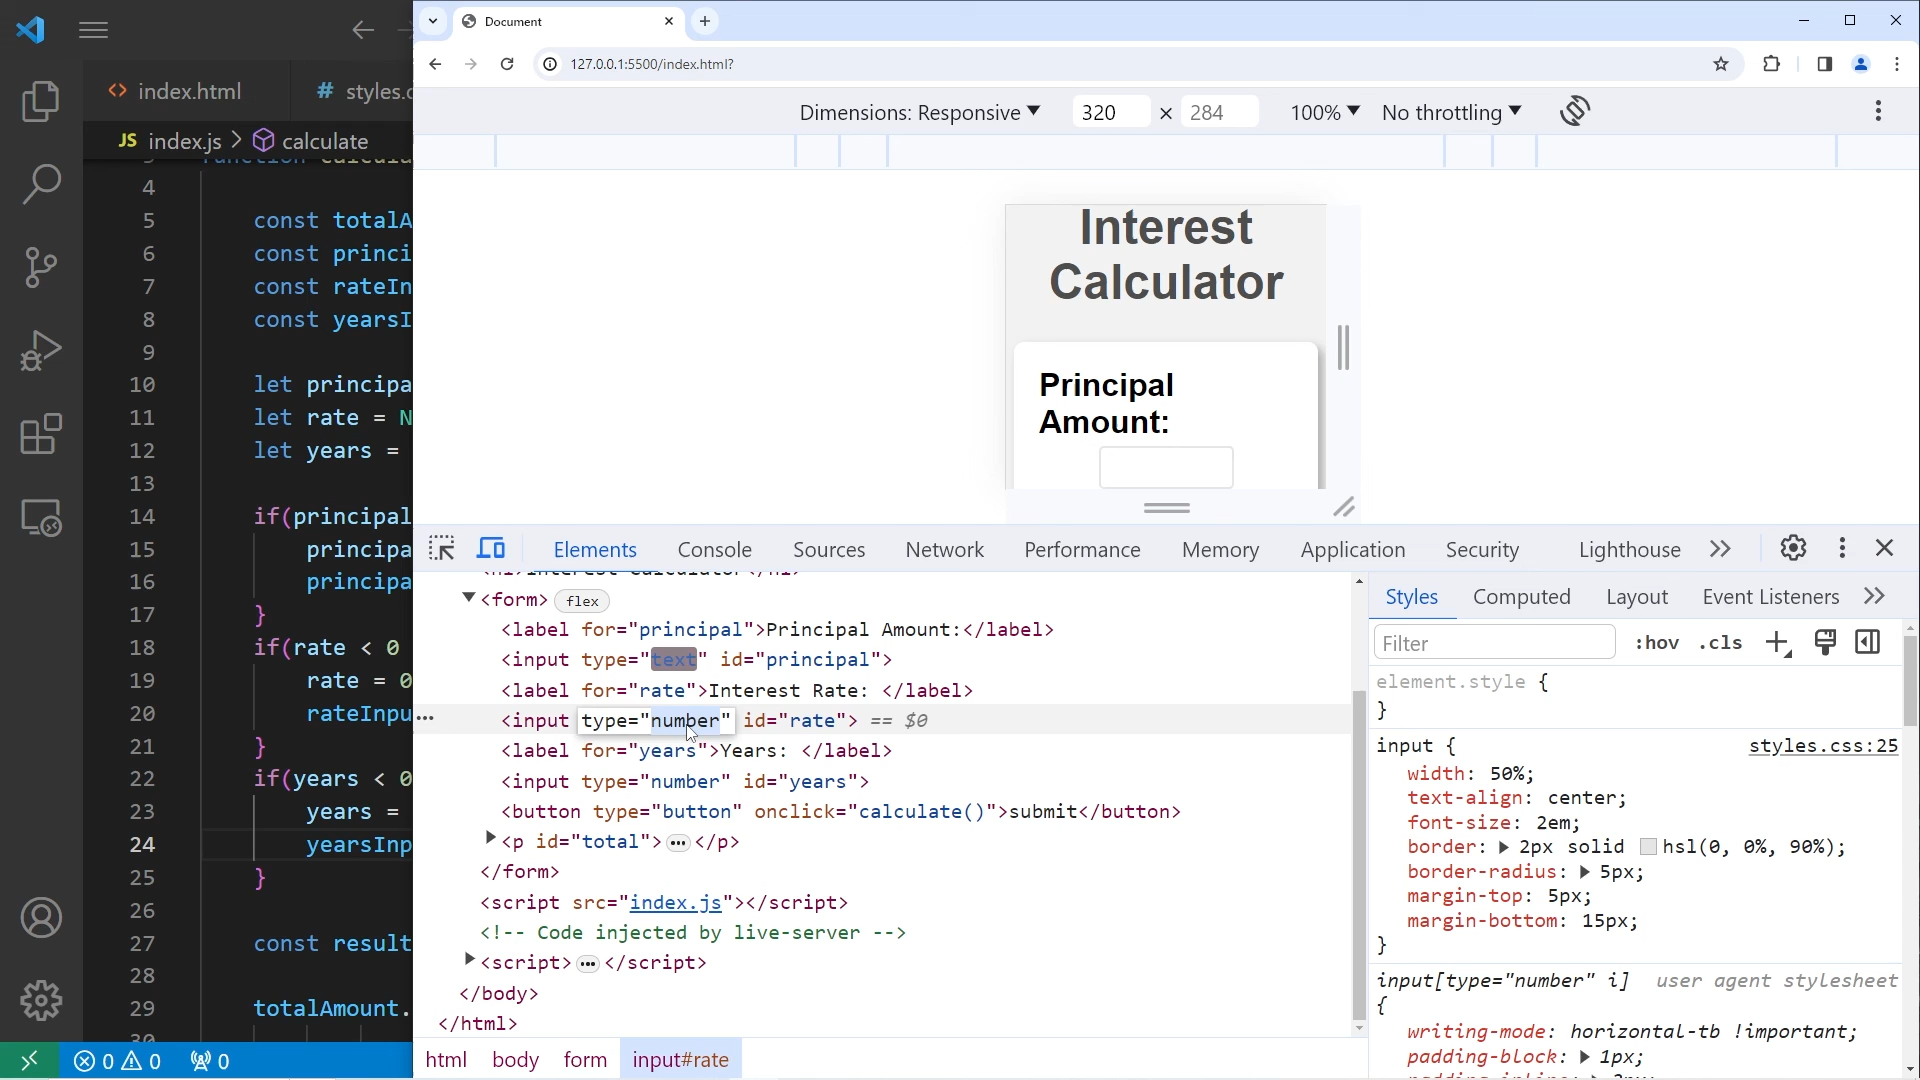 index.html
# styles.c
JS index.js > calculate
4
5 const totalA
6 const princi
7 const rateIn
8 const yearsI
9
10 let principa
11 let rate = N
12 let years =
13
14 if(principal
15 principa
16 principa
17 }
18 if(rate < 0
19 rate = 0
20 rateInpu
21 }
22 if(years < 0
23 years =
24 yearsInp
25 }
26
27 const result
28
29 totalAmount.
30
0 0 0
Document
127.0.0.1:5500/index.html?
Dimensions: Responsive 320 × 284 100% No throttling
Interest
Calculator
Principal
Amount:
Elements Console Sources Network Performance Memory Application Security Lighthouse
<form> flex
<label for="principal">Principal Amount:</label>
<input type="text" id="principal">
<label for="rate">Interest Rate: </label>
<input type="number" id="rate"> == $0
<label for="years">Years: </label>
<input type="number" id="years">
<button type="button" onclick="calculate()">submit</button>
<p id="total">…</p>
</form>
<script src="index.js"></script>
<!-- Code injected by live-server -->
<script>…</script>
</body>
</html>
html body form input#rate
Styles Computed Layout Event Listeners
Filter :hov .cls
element.style {
}
input { styles.css:25
width: 50%;
text-align: center;
font-size: 2em;
border: 2px solid hsl(0, 0%, 90%);
border-radius: 5px;
margin-top: 5px;
margin-bottom: 15px;
}
input[type="number" i] user agent stylesheet
{
writing-mode: horizontal-tb !important;
padding-block: 1px;